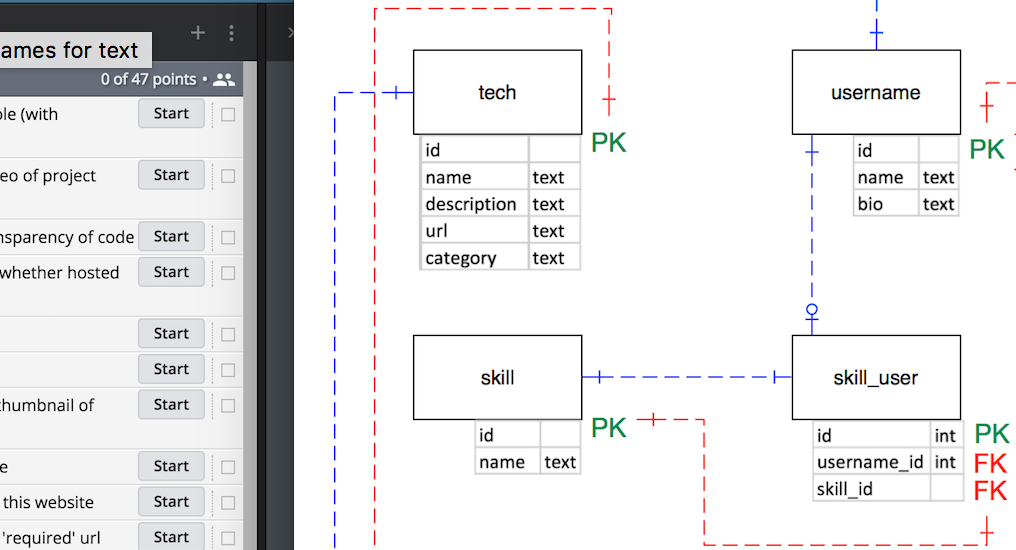 ames for text
0 of 47 points •
ole (with
Start
eo of project
Start
nsparency of code
Start
whether hosted
Start
Start
Start
thumbnail of
Start
e
Start
this website
Start
'required' url
Start
tech
PK
id
name text
description text
url text
category text
username
PK
id
name text
bio text
skill
PK
id
name text
skill_user
id int PK
username_id int FK
skill_id FK